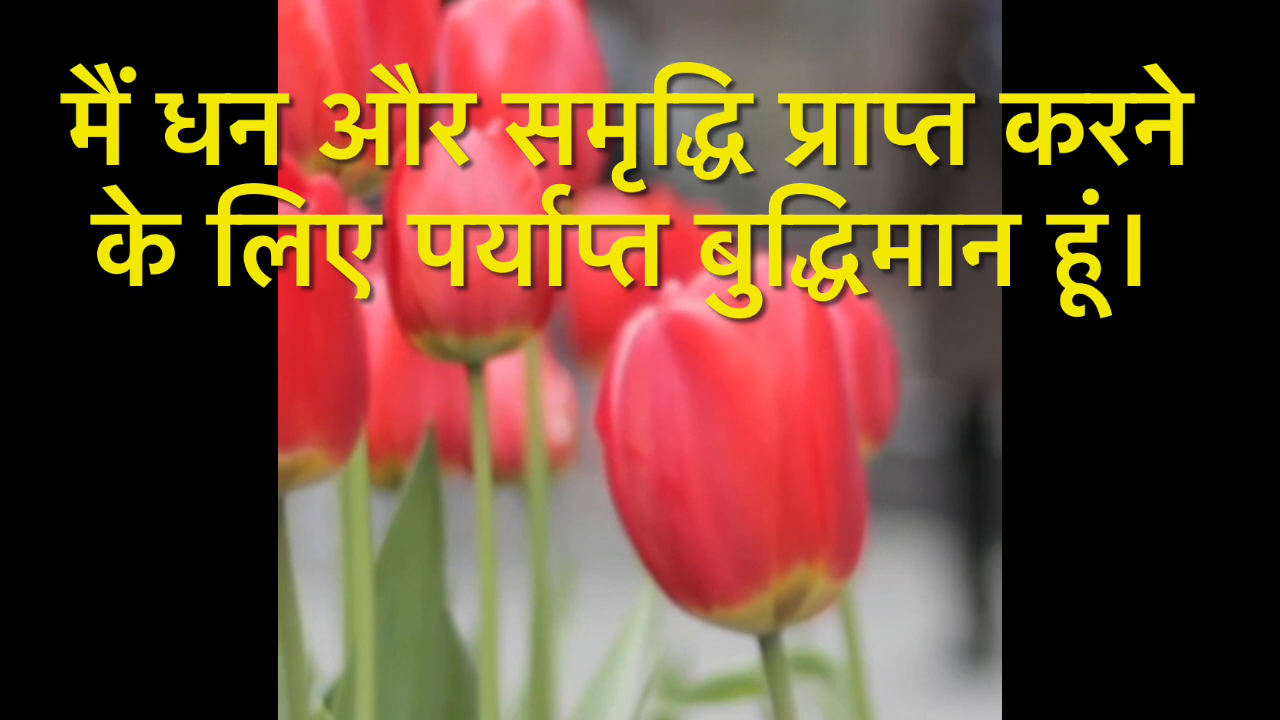 मैं धन और समृद्धि प्राप्त करने
के लिए पर्याप्त बुद्धिमान हूं।